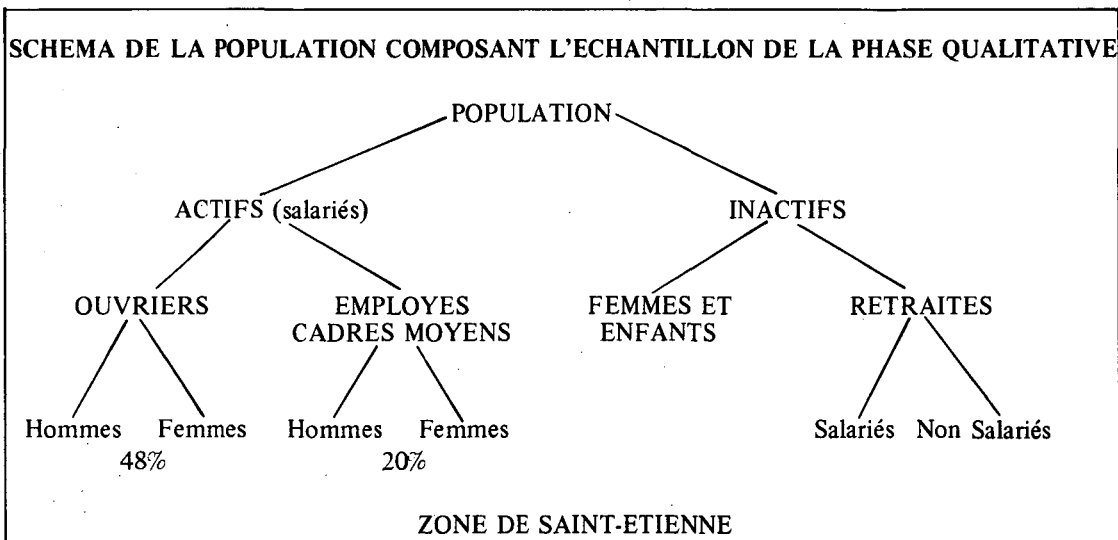 SCHEMA DE LA POPULATION COMPOSANT L'ECHANTILLON DE LA PHASE QUALITATIVE
POPULATION
ACTIFS (salariés) INACTIFS
OUVRIERS EMPLOYES FEMMES ET RETRAITES
CADRES MOYENS ENFANTS
Hommes Femmes Hommes Femmes Salariés Non Salariés
48% 20%
ZONE DE SAINT-ETIENNE